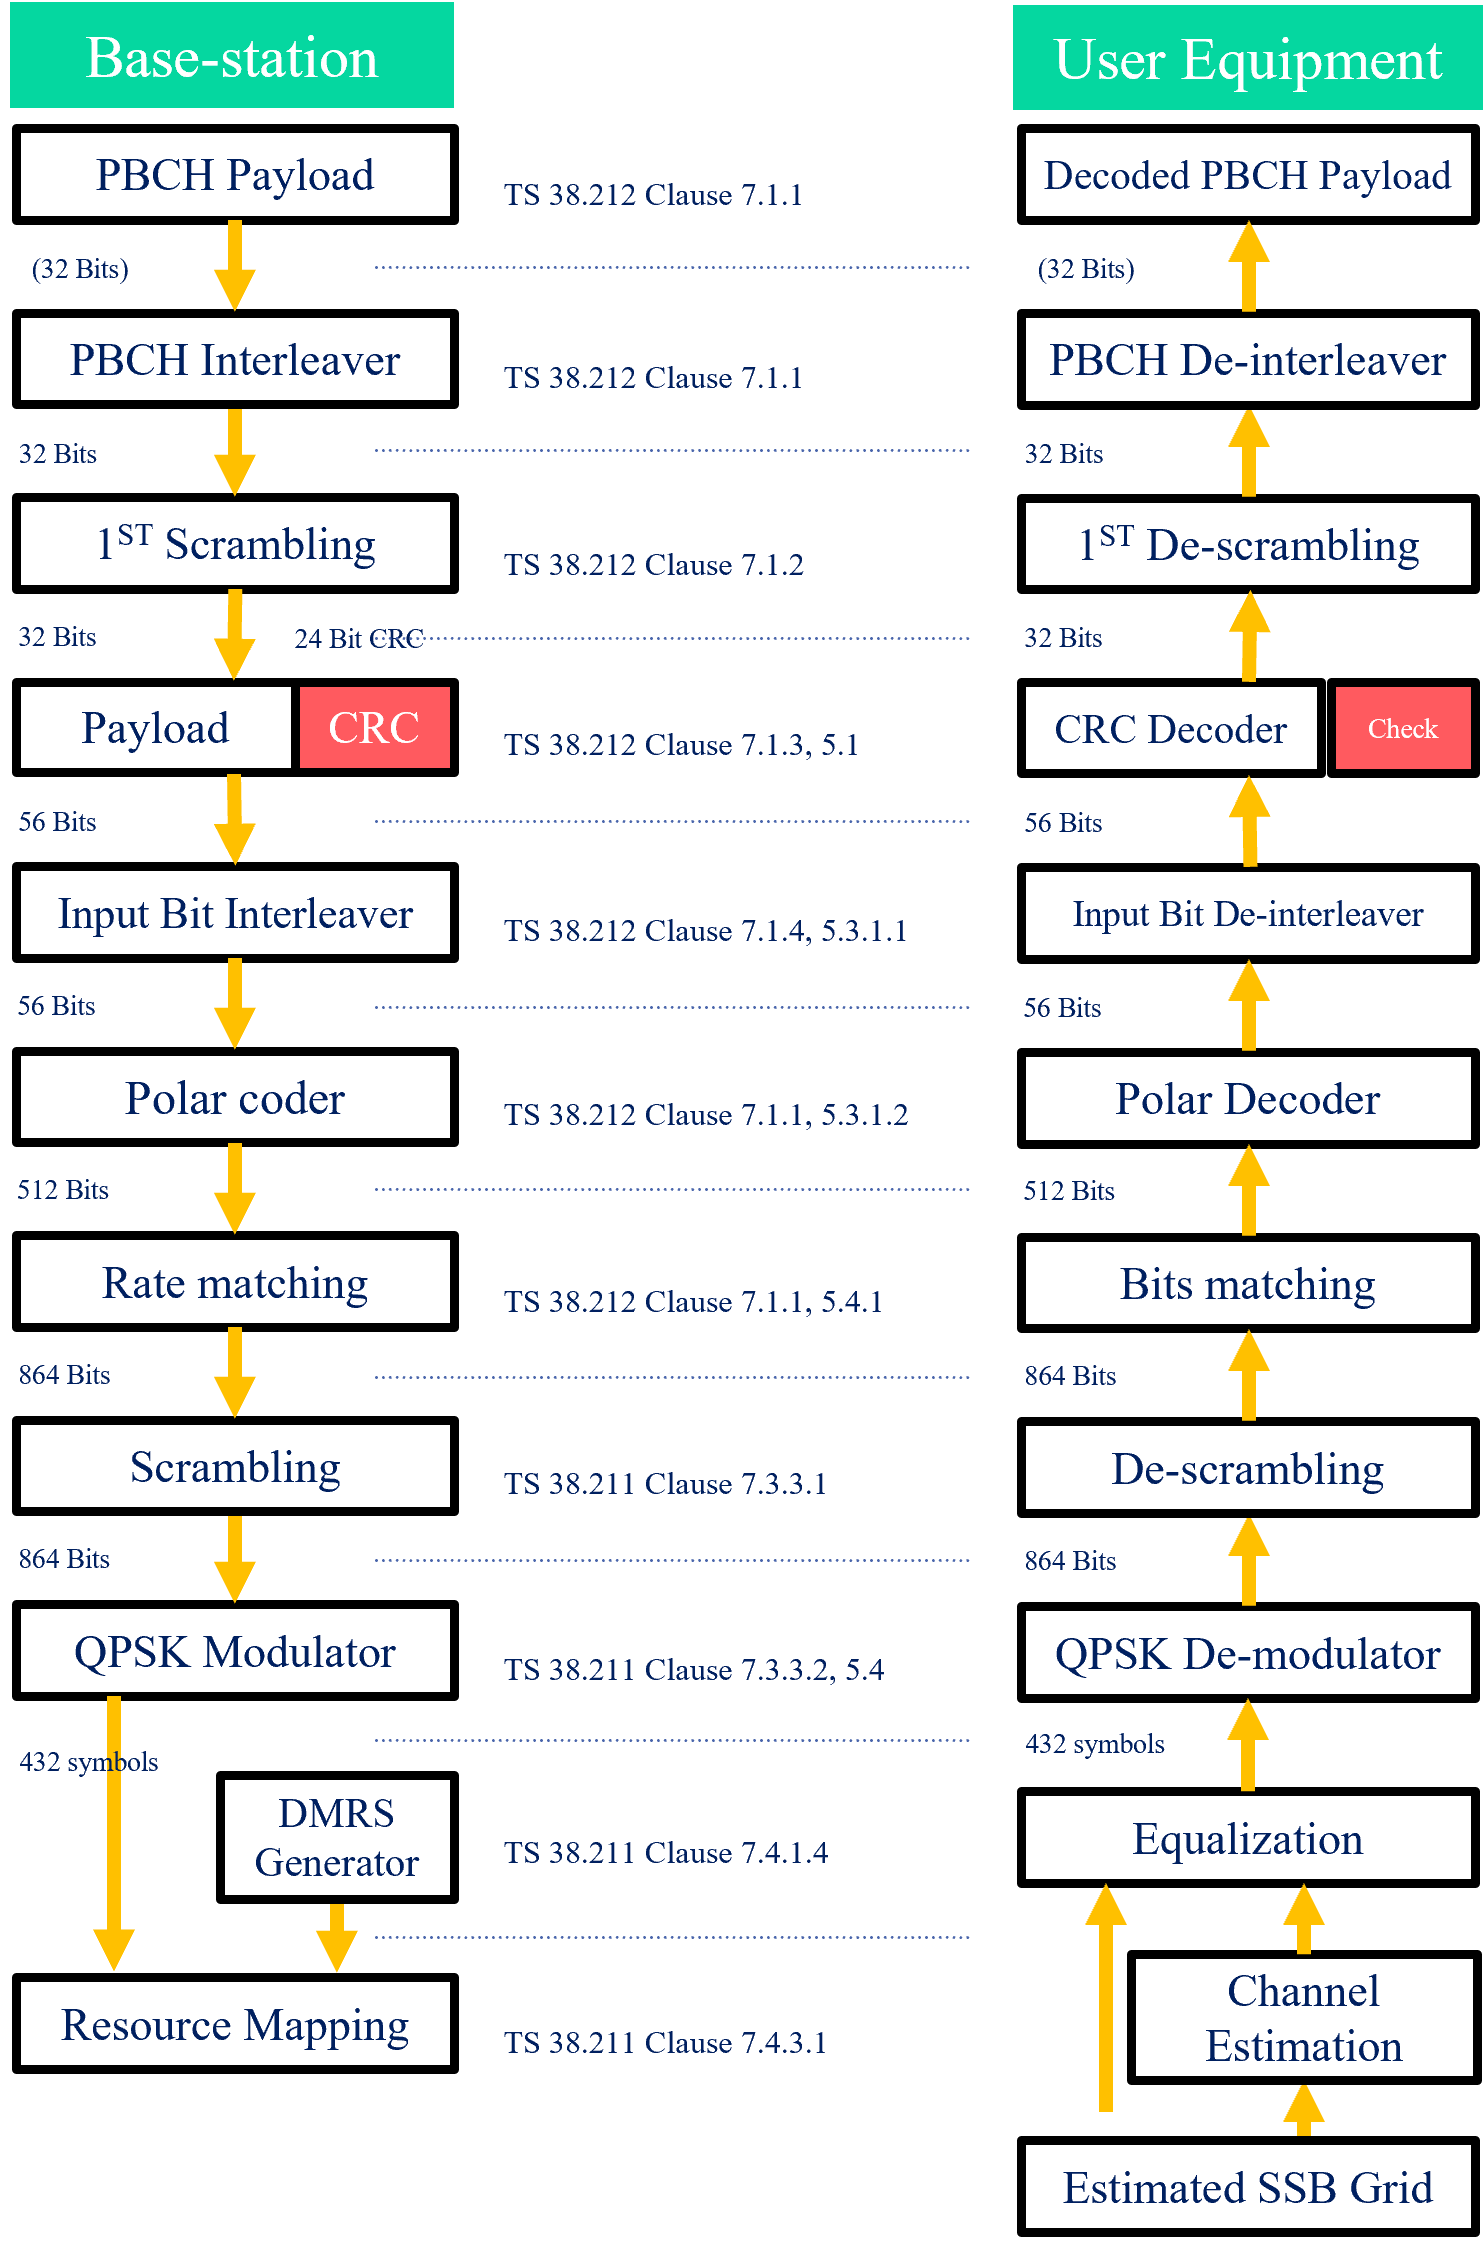 Base-station
User Equipment
PBCH Payload
TS 38.212 Clause 7.1.1
Decoded PBCH Payload
(32 Bits)
(32 Bits)
PBCH Interleaver
TS 38.212 Clause 7.1.1
PBCH De-interleaver
32 Bits
32 Bits
1ST Scrambling
TS 38.212 Clause 7.1.2
1ST De-scrambling
32 Bits
24 Bit CRC
32 Bits
Payload
CRC
TS 38.212 Clause 7.1.3, 5.1
CRC Decoder
Check
56 Bits
56 Bits
Input Bit Interleaver
TS 38.212 Clause 7.1.4, 5.3.1.1
Input Bit De-interleaver
56 Bits
56 Bits
Polar coder
TS 38.212 Clause 7.1.1, 5.3.1.2
Polar Decoder
512 Bits
512 Bits
Rate matching
TS 38.212 Clause 7.1.1, 5.4.1
Bits matching
864 Bits
864 Bits
Scrambling
TS 38.211 Clause 7.3.3.1
De-scrambling
864 Bits
864 Bits
QPSK Modulator
TS 38.211 Clause 7.3.3.2, 5.4
QPSK De-modulator
432 symbols
432 symbols
DMRS
Generator
TS 38.211 Clause 7.4.1.4
Equalization
Resource Mapping
TS 38.211 Clause 7.4.3.1
Channel
Estimation
Estimated SSB Grid